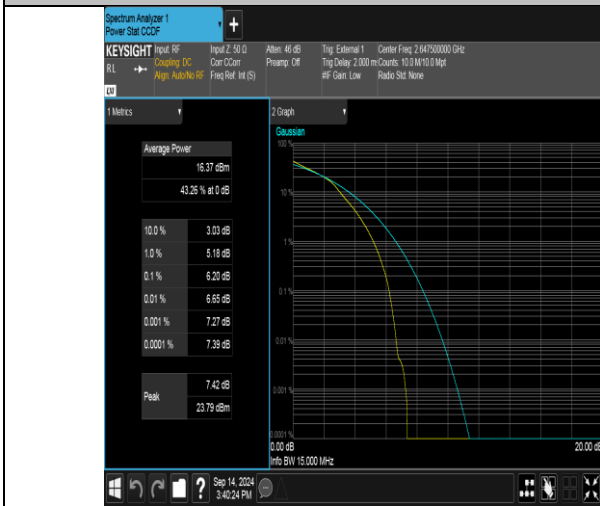 Spectrum Analyzer 1
Power Stat CCDF
+
KEYSIGHT
RL
LXI
Input: RF
Coupling: DC
Align: Auto/No RF
Input Z: 50 Ω
Corr CCorr
Freq Ref: Int (S)
Atten: 46 dB
Preamp: Off
Trig: External 1
Trig Delay: 2.000 m
#IF Gain: Low
Center Freq: 2.647500000 GHz
Counts: 10.0 M/10.0 Mpt
Radio Std: None
1 Metrics
Average Power
16.37 dBm
43.26 % at 0 dB
10.0 % 3.03 dB
1.0 % 5.18 dB
0.1 % 6.20 dB
0.01 % 6.65 dB
0.001 % 7.27 dB
0.0001 % 7.39 dB
Peak
7.42 dB
23.79 dBm
2 Graph
Gaussian
100 %
10 %
1 %
0.1 %
0.01 %
0.001 %
0.0001 %
0.00 dB
20.00 dB
Info BW 15.000 MHz
?
Sep 14, 2024
3:40:24 PM